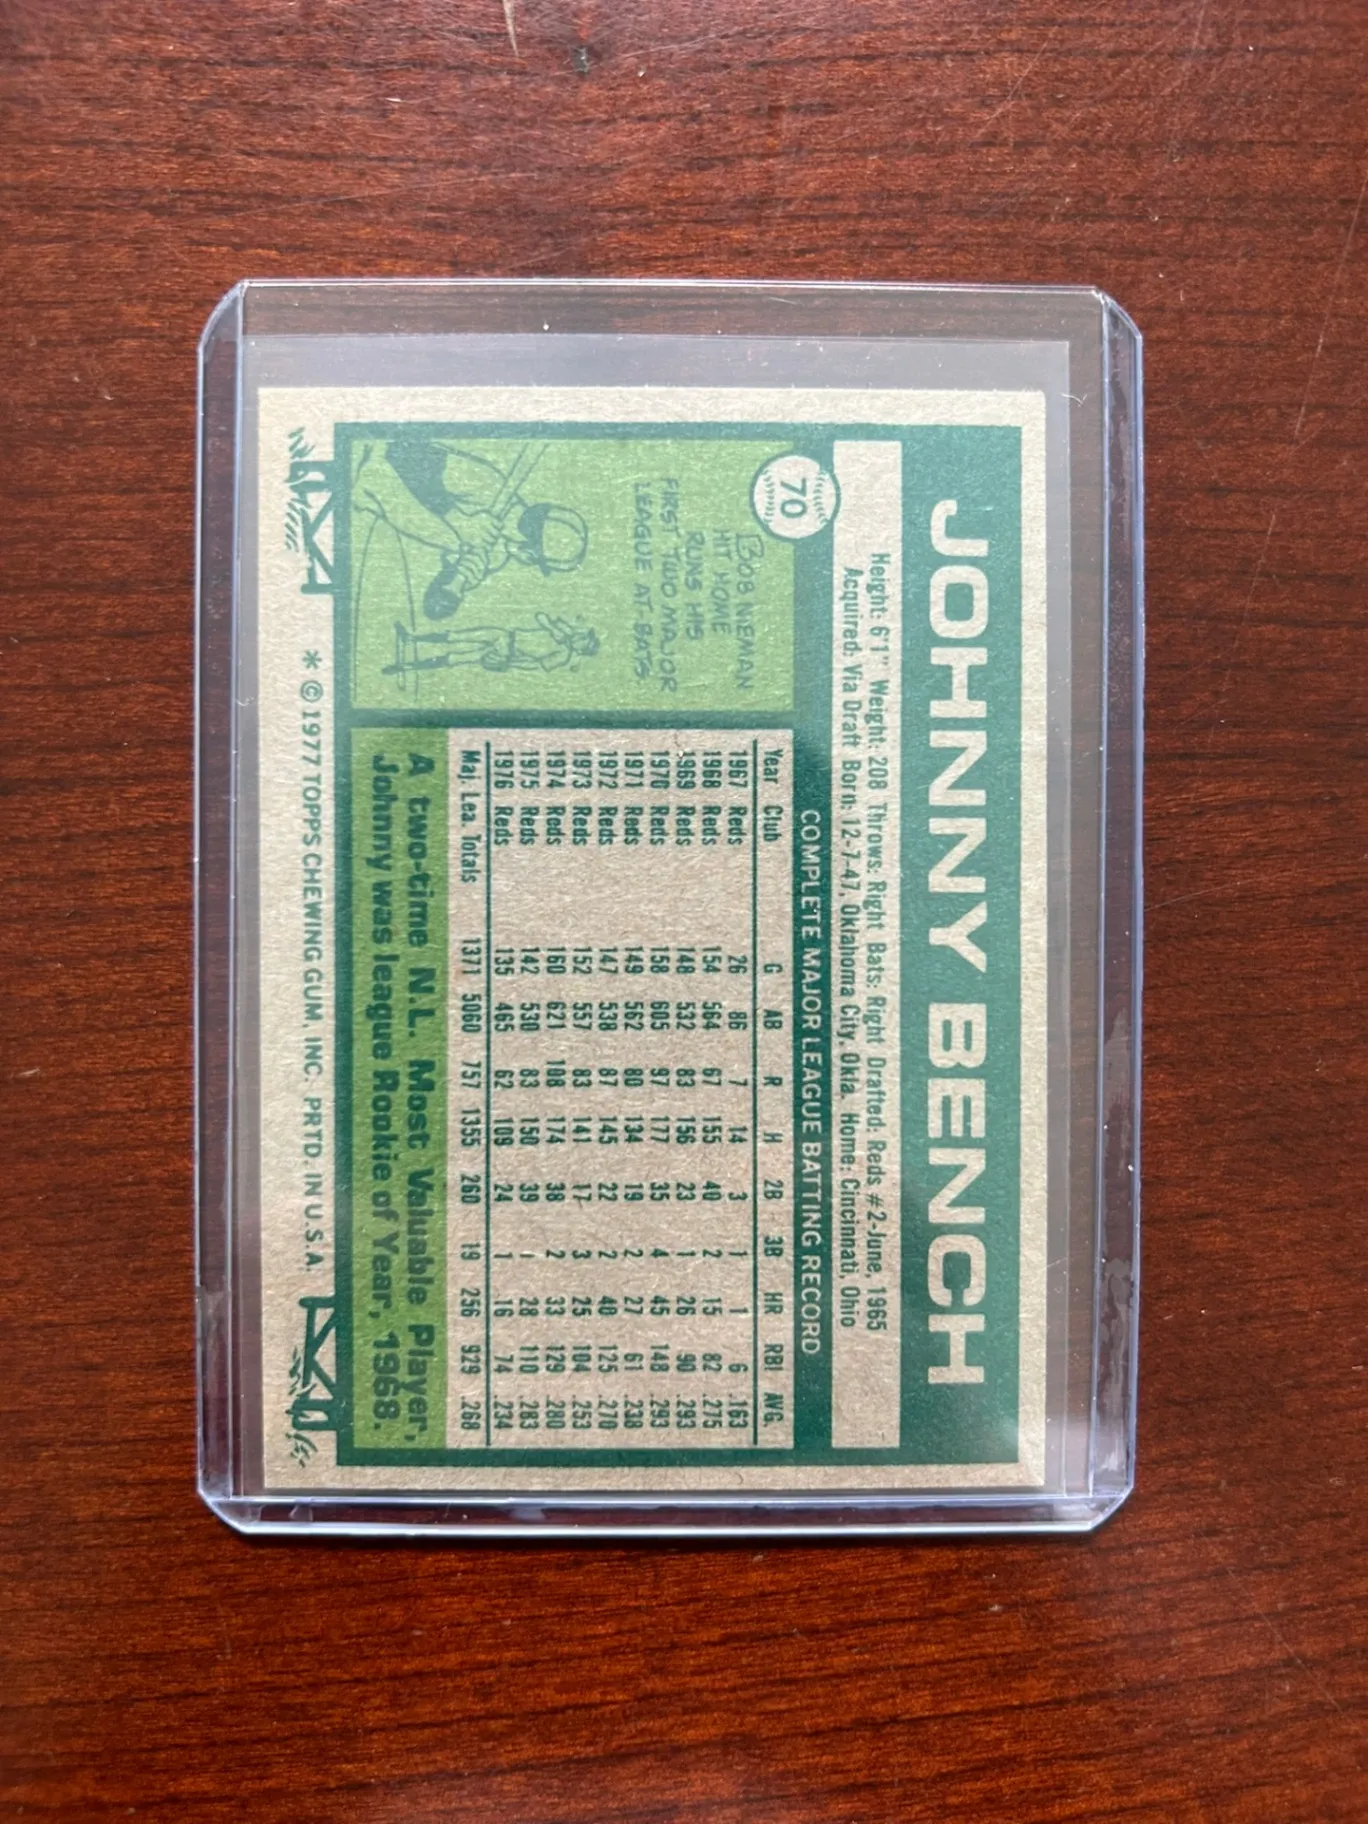 JOHNNY BENCH
70
Height: 6'1" Weight: 208 Throws: Right Bats: Right Drafted: Reds #2-June, 1965
Acquired: Via Draft Born: 12-7-47, Oklahoma City, Okla. Home: Cincinnati, Ohio
COMPLETE MAJOR LEAGUE BATTING RECORD
Year Club G AB R H 2B 3B HR RBI AVG.
1967 Reds 26 86 7 14 3 1 1 6 .163
1968 Reds 154 564 67 155 40 2 15 82 .275
1969 Reds 148 532 83 156 23 1 26 90 .293
1970 Reds 158 605 97 177 35 4 45 148 .293
1971 Reds 149 562 80 134 19 2 27 61 .238
1972 Reds 147 538 87 145 22 2 40 125 .270
1973 Reds 152 557 83 141 17 3 25 104 .253
1974 Reds 160 621 108 174 38 2 33 129 .280
1975 Reds 142 530 83 150 39 1 28 110 .283
1976 Reds 135 465 62 109 24 1 16 74 .234
Maj. Lea. Totals 1371 5060 757 1355 260 19 256 929 .268
BOB NIEMAN
HIT HOME
RUNS HIS
FIRST TWO MAJOR
LEAGUE AT-BATS.
A two-time N.L. Most Valuable Player,
Johnny was league Rookie of Year, 1968.
* © 1977 TOPPS CHEWING GUM, INC. PRTD. IN U.S.A.